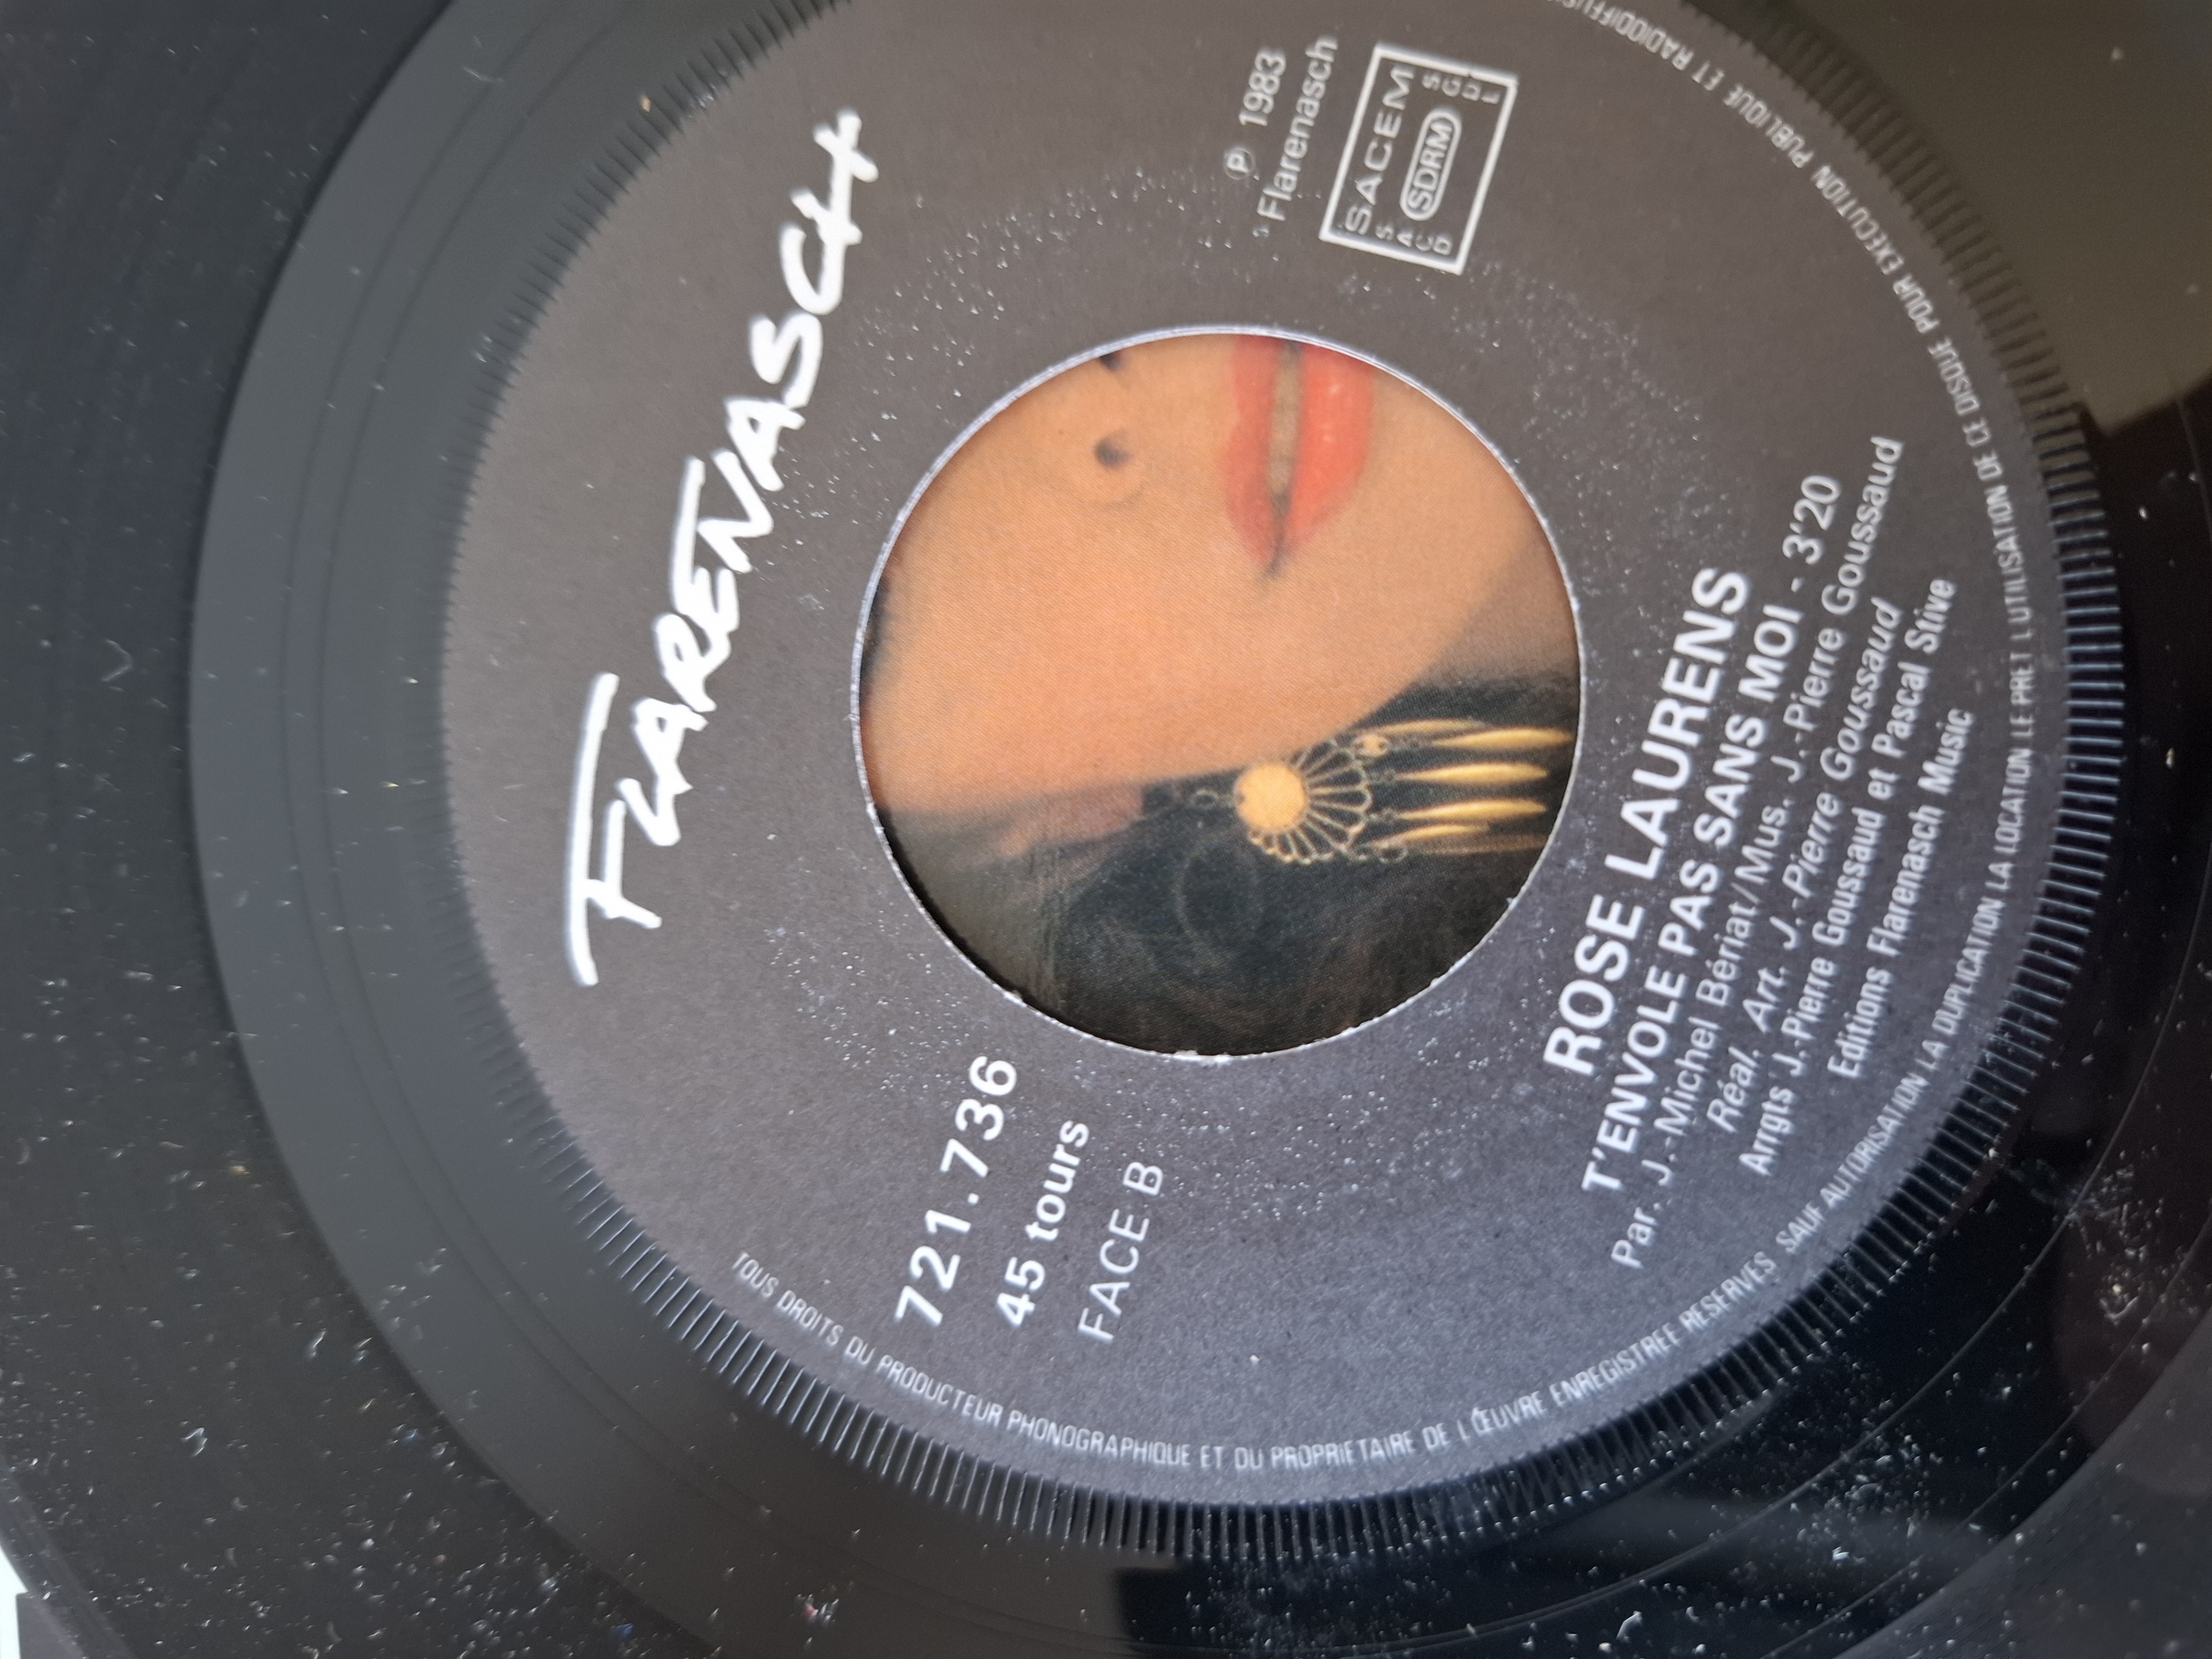 FLARENASCH
721.736
45 tours
FACE B
℗ 1983
Flarenasch
SACEM
SACD
SDRM
SGDL
ROSE LAURENS
T'ENVOLE PAS SANS MOI - 3'20
Par. J.-Michel Bériat/Mus. J.-Pierre Goussaud
Réal. Art. J.-Pierre Goussaud
Arrgts J.Pierre Goussaud et Pascal Stive
Editions Flarenasch Music
TOUS DROITS DU PRODUCTEUR PHONOGRAPHIQUE ET DU PROPRIETAIRE DE L'ŒUVRE ENREGISTREE RESERVES SAUF AUTORISATION LA DUPLICATION LA LOCATION LE PRET L'UTILISATION DE CE DISQUE POUR EXECUTION PUBLIQUE ET